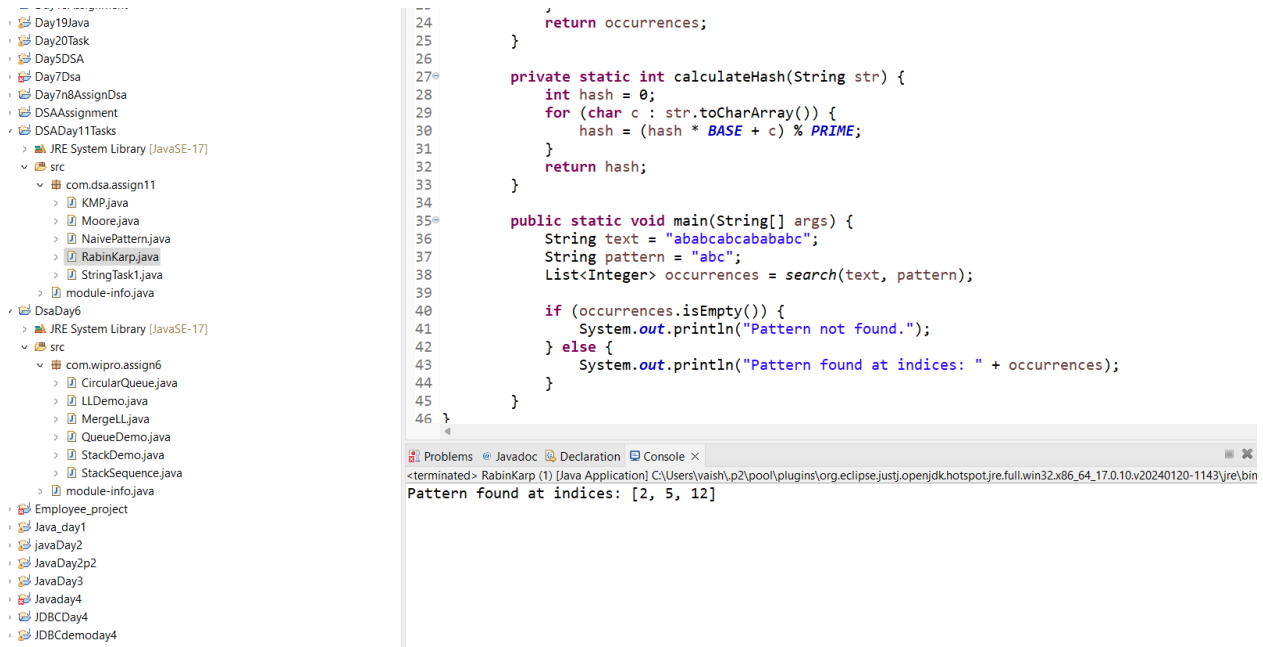 Day19Java
Day20Task
Day5DSA
Day7Dsa
Day7n8AssignDsa
DSAAssignment
DSADay11Tasks
JRE System Library [JavaSE-17]
src
com.dsa.assign11
KMP.java
Moore.java
NaivePattern.java
RabinKarp.java
StringTask1.java
module-info.java
DsaDay6
JRE System Library [JavaSE-17]
src
com.wipro.assign6
CircularQueue.java
LLDemo.java
MergeLL.java
QueueDemo.java
StackDemo.java
StackSequence.java
module-info.java
Employee_project
Java_day1
javaDay2
JavaDay2p2
JavaDay3
Javaday4
JDBCDay4
JDBCdemoday4
24 return occurrences;
25 }
26
27 private static int calculateHash(String str) {
28 int hash = 0;
29 for (char c : str.toCharArray()) {
30 hash = (hash * BASE + c) % PRIME;
31 }
32 return hash;
33 }
34
35 public static void main(String[] args) {
36 String text = "ababcabcabababc";
37 String pattern = "abc";
38 List<Integer> occurrences = search(text, pattern);
39
40 if (occurrences.isEmpty()) {
41 System.out.println("Pattern not found.");
42 } else {
43 System.out.println("Pattern found at indices: " + occurrences);
44 }
45 }
46 }
Problems Javadoc Declaration Console
<terminated> RabinKarp (1) [Java Application] C:\Users\vaish\.p2\pool\plugins\org.eclipse.justj.openjdk.hotspot.jre.full.win32.x86_64_17.0.10.v20240120-1143\jre\bin
Pattern found at indices: [2, 5, 12]